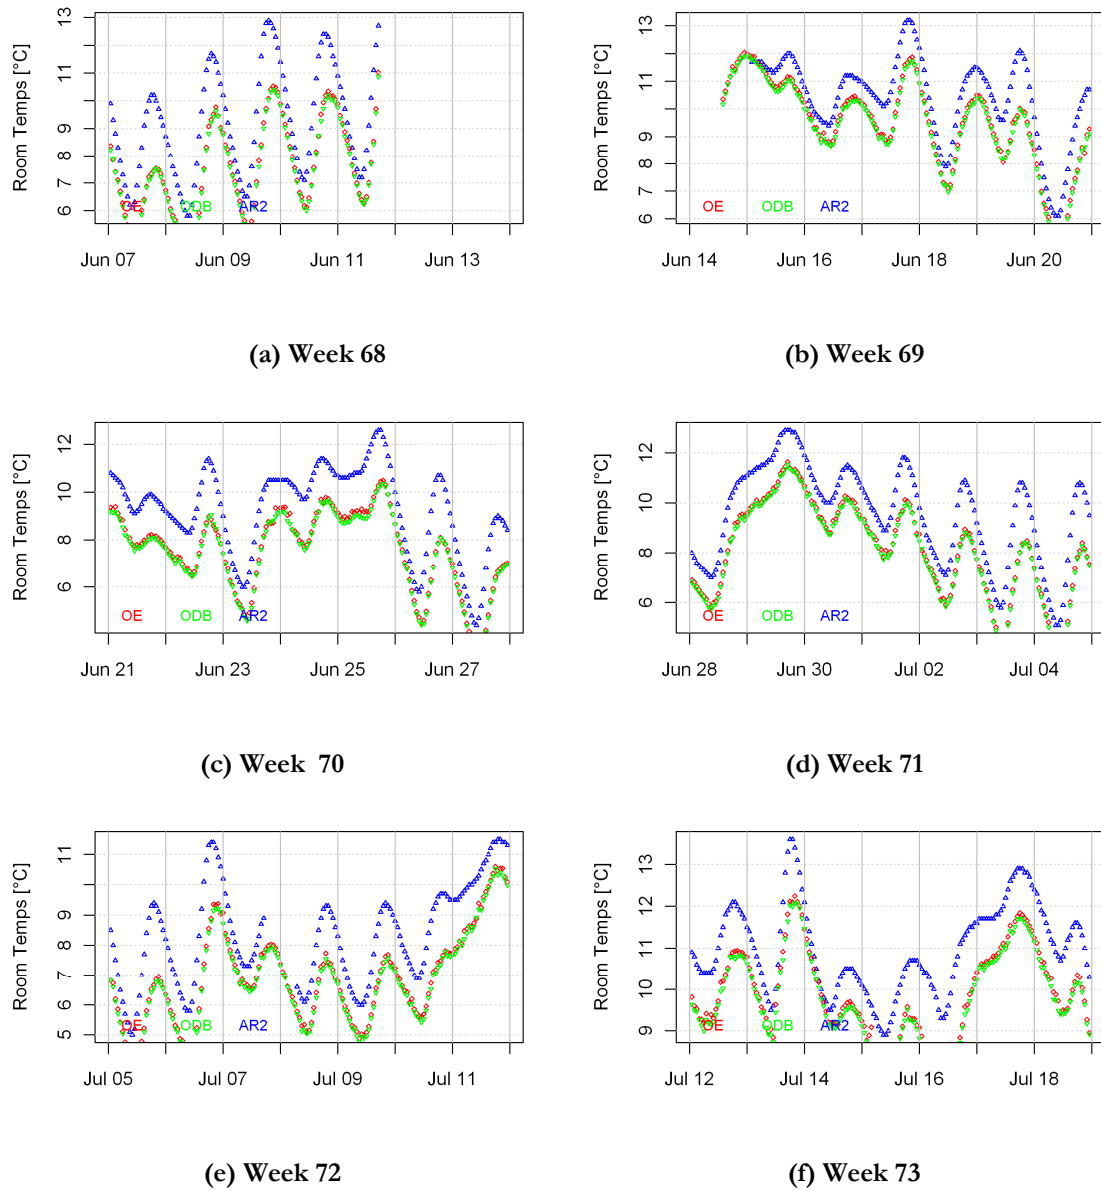 13
11
9
8
7
6
Room Temps [°C]
OE ODB AR2
Jun 07 Jun 09 Jun 11 Jun 13
(a) Week 68
13
12
11
10
9
8
7
6
Room Temps [°C]
OE ODB AR2
Jun 14 Jun 16 Jun 18 Jun 20
(b) Week 69
12
10
8
6
Room Temps [°C]
OE ODB AR2
Jun 21 Jun 23 Jun 25 Jun 27
(c) Week 70
12
10
8
6
Room Temps [°C]
OE ODB AR2
Jun 28 Jun 30 Jul 02 Jul 04
(d) Week 71
11
9
8
7
6
5
Room Temps [°C]
OE ODB AR2
Jul 05 Jul 07 Jul 09 Jul 11
(e) Week 72
13
12
11
10
9
Room Temps [°C]
OE ODB AR2
Jul 12 Jul 14 Jul 16 Jul 18
(f) Week 73